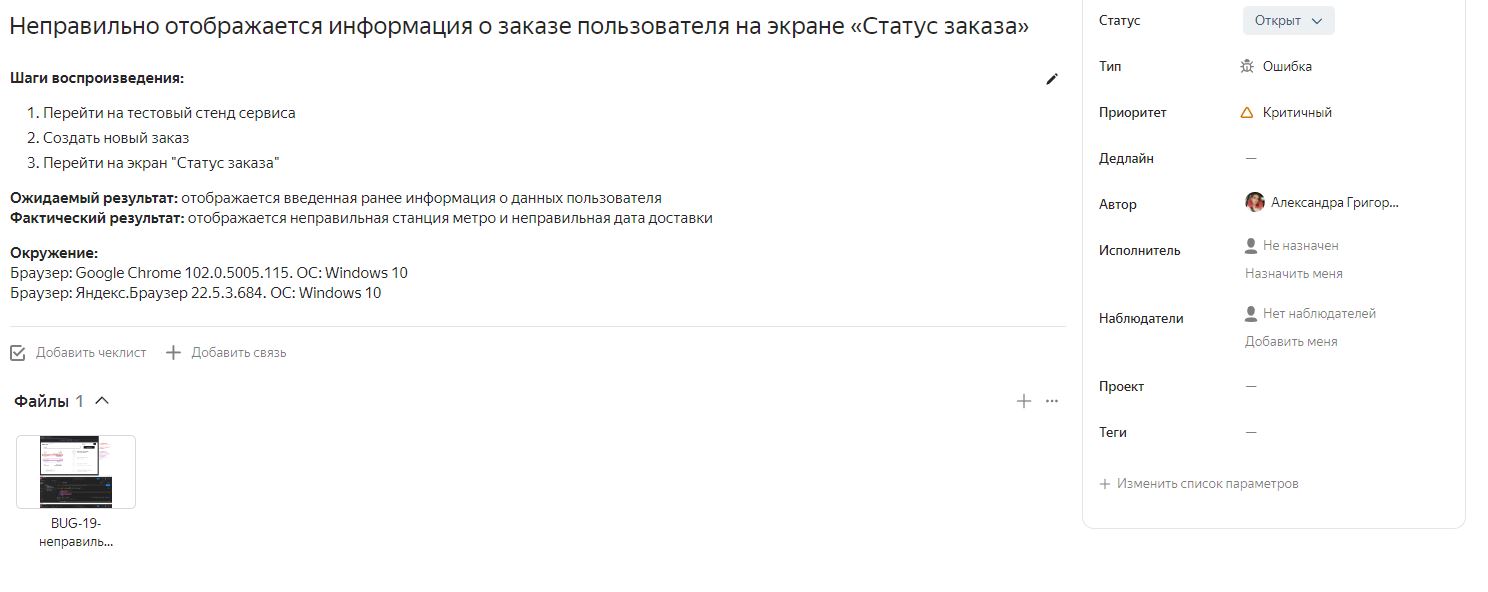 Неправильно отображается информация о заказе пользователя на экране «Статус заказа»
Шаги воспроизведения:
1. Перейти на тестовый стенд сервиса
2. Создать новый заказ
3. Перейти на экран "Статус заказа"
Ожидаемый результат: отображается введенная ранее информация о данных пользователя
Фактический результат: отображается неправильная станция метро и неправильная дата доставки
Окружение:
Браузер: Google Chrome 102.0.5005.115. ОС: Windows 10
Браузер: Яндекс.Браузер 22.5.3.684. ОС: Windows 10
Добавить чеклист
Добавить связь
Файлы 1
BUG-19-
неправиль...
Статус
Открыт
Тип
Ошибка
Приоритет
Критичный
Дедлайн
—
Автор
Александра Григор...
Исполнитель
Не назначен
Назначить меня
Наблюдатели
Нет наблюдателей
Добавить меня
Проект
—
Теги
—
Изменить список параметров